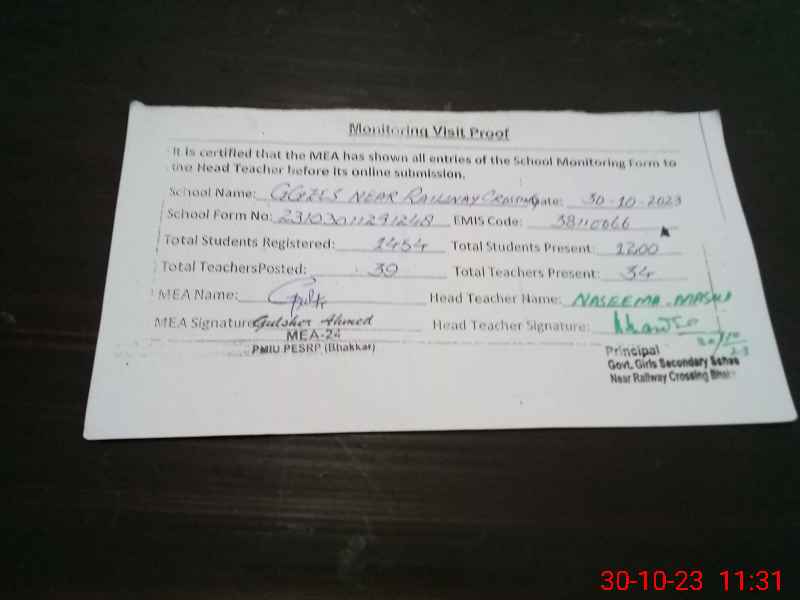 Monitoring Visit Proof
It is certified that the MEA has shown all entries of the School Monitoring Form to
the Head Teacher before its online submission.
School Name: NEAR RAILWAY CROSSING Date: 30-10-2023
School Form No: 23103011291248 EMIS Code: 38110066
Total Students Registered: 1454 Total Students Present: 1200
Total TeachersPosted: 39 Total Teachers Present: 34
MEA Name: Head Teacher Name: NASEEMA
MEA Signature Gulsher Ahmed Head Teacher Signature:
MEA-24
PMIU PESRP (Bhakkar)
Principal
Govt. Girls Secondary
Near Railway Crossing
30-10-23 11:31